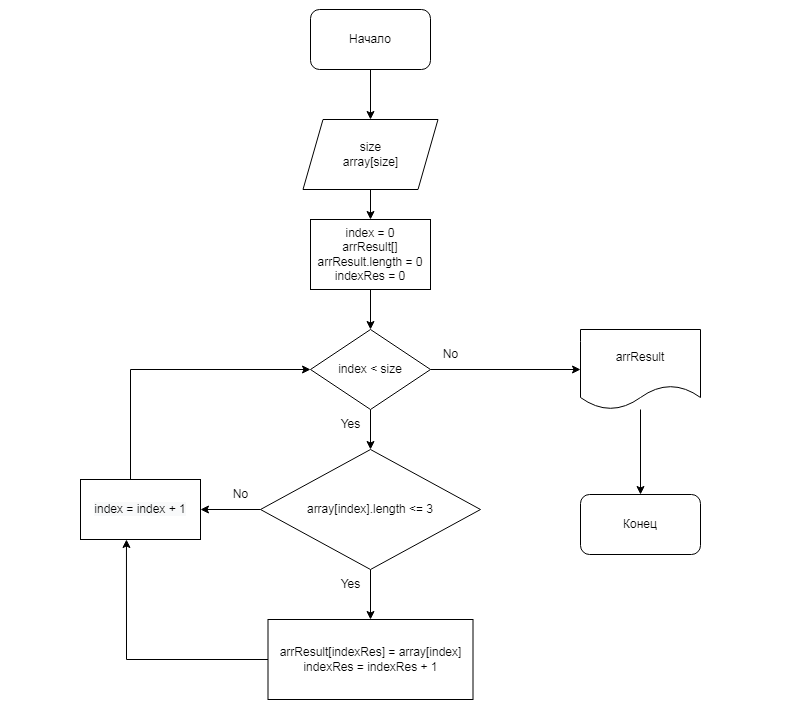 Начало
size
array[size]
index = 0
arrResult[]
arrResult.length = 0
indexRes = 0
index < size
No
arrResult
Yes
index = index + 1
No
array[index].length <= 3
Конец
Yes
arrResult[indexRes] = array[index]
indexRes = indexRes + 1